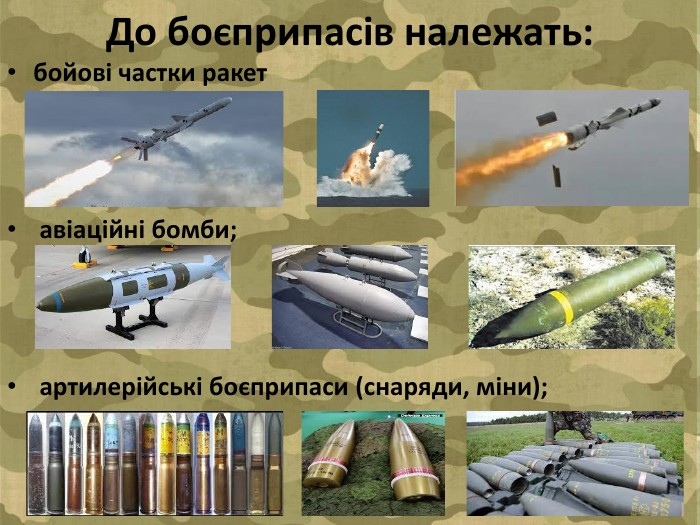 До боєприпасів належать:
• бойові частки ракет
• авіаційні бомби;
• артилерійські боєприпаси (снаряди, міни);